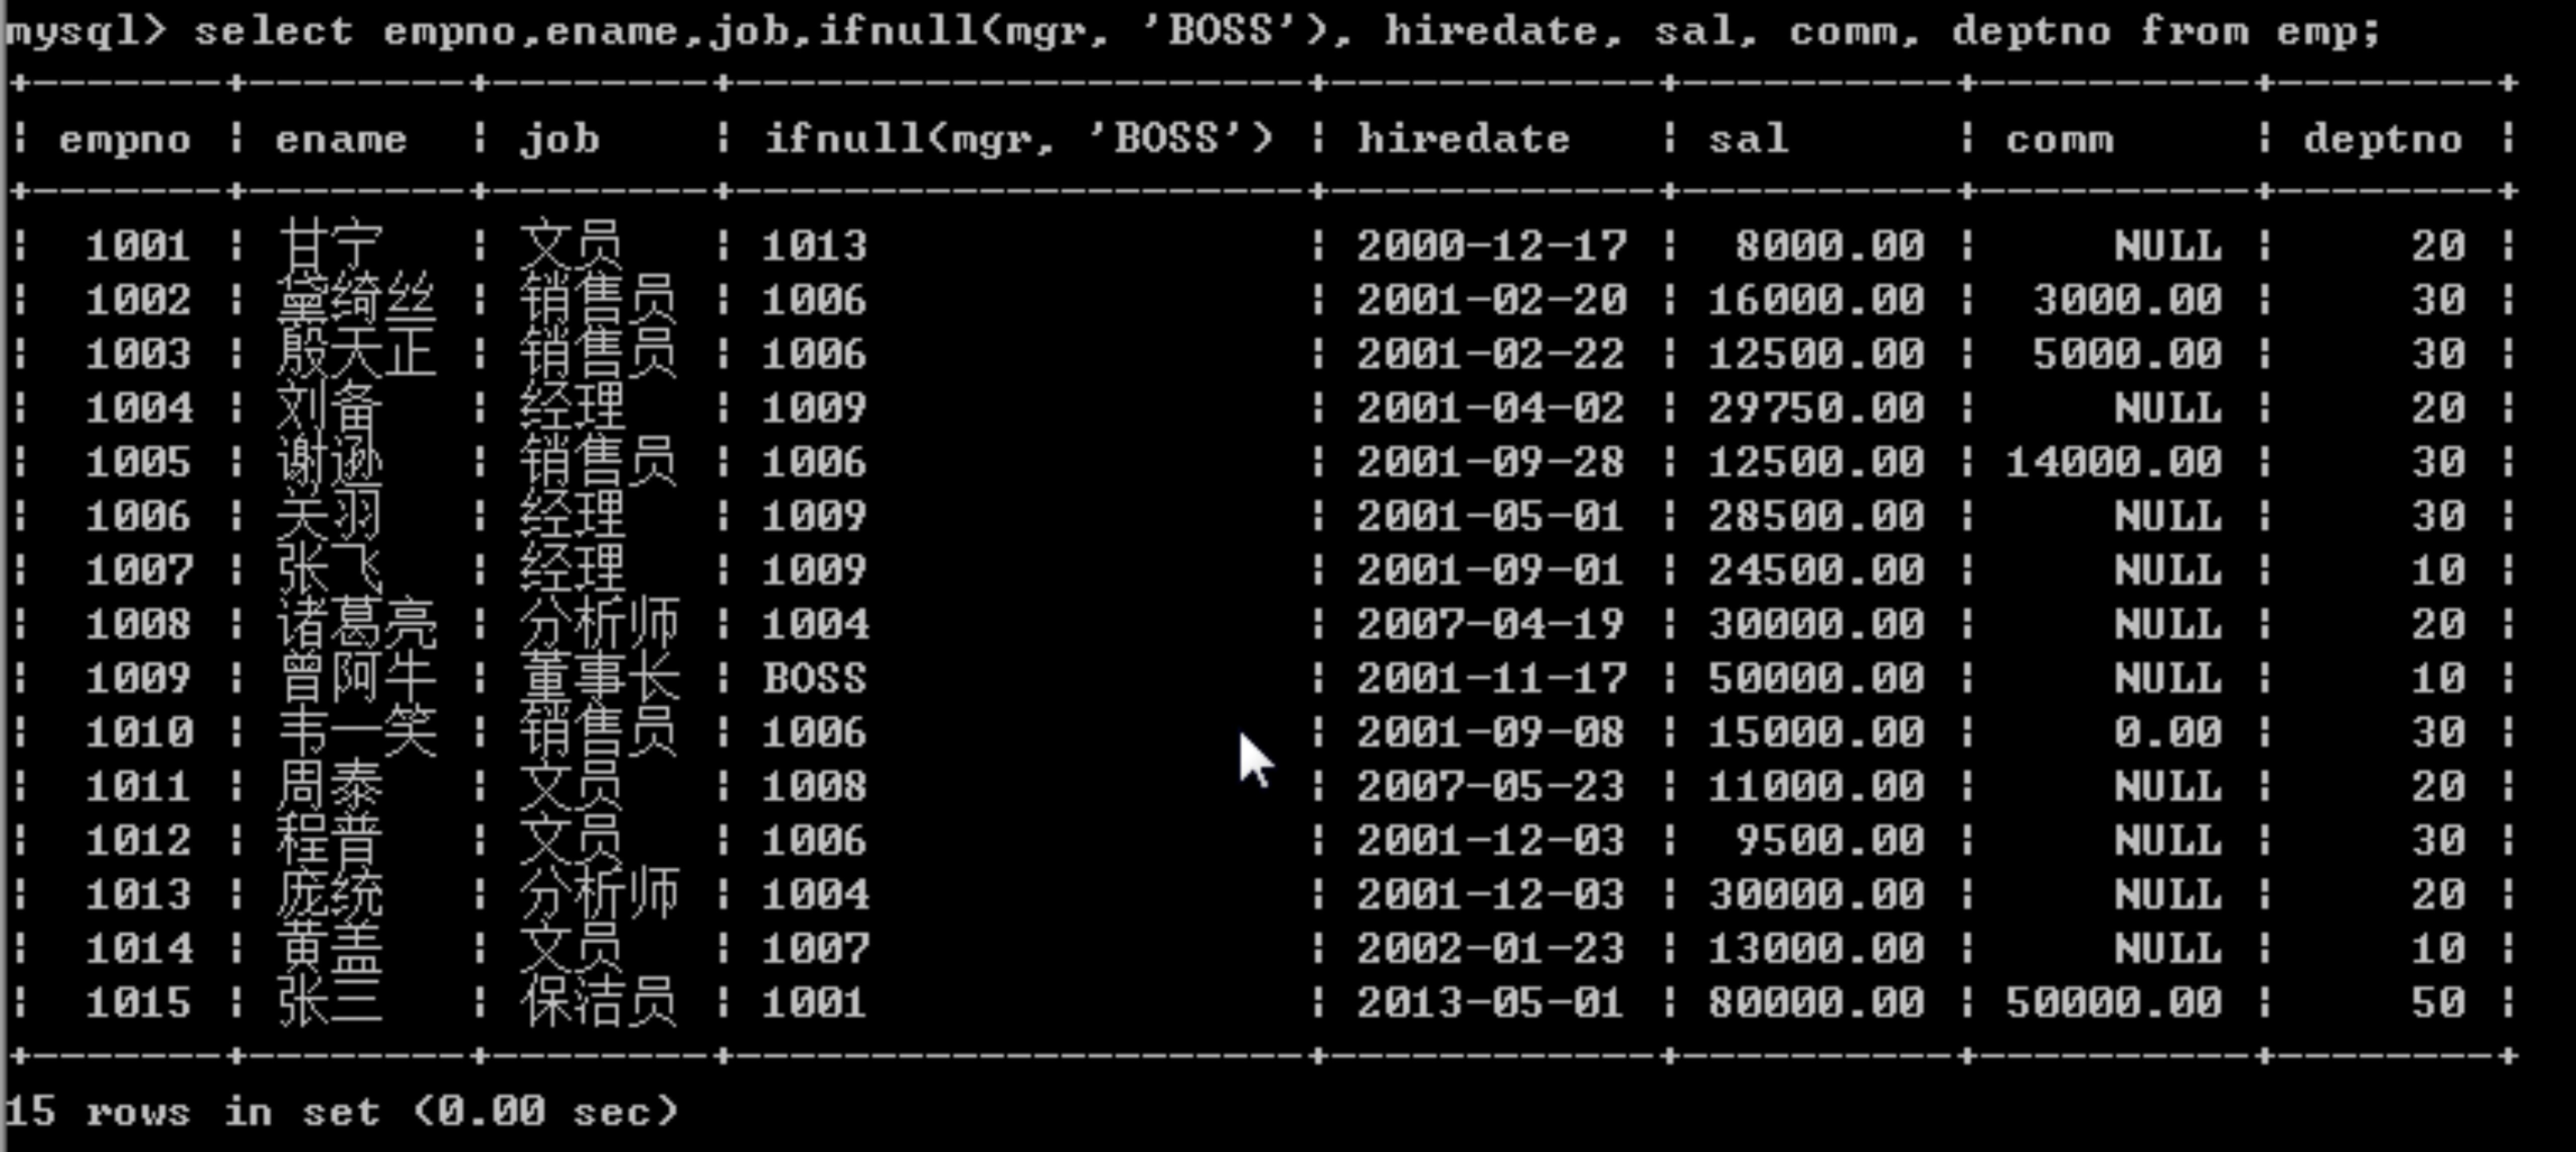 mysql> select empno,ename,job,ifnull(mgr, 'BOSS'), hiredate, sal, comm, deptno from emp;
+-------+--------+--------+---------------------+------------+----------+----------+--------+
| empno | ename | job | ifnull(mgr, 'BOSS') | hiredate | sal | comm | deptno |
+-------+--------+--------+---------------------+------------+----------+----------+--------+
| 1001 | 甘宁 | 文员 | 1013 | 2000-12-17 | 8000.00 | NULL | 20 |
| 1002 | 黛绮丝 | 销售员 | 1006 | 2001-02-20 | 16000.00 | 3000.00 | 30 |
| 1003 | 殷天正 | 销售员 | 1006 | 2001-02-22 | 12500.00 | 5000.00 | 30 |
| 1004 | 刘备 | 经理 | 1009 | 2001-04-02 | 29750.00 | NULL | 20 |
| 1005 | 谢逊 | 销售员 | 1006 | 2001-09-28 | 12500.00 | 14000.00 | 30 |
| 1006 | 关羽 | 经理 | 1009 | 2001-05-01 | 28500.00 | NULL | 30 |
| 1007 | 张飞 | 经理 | 1009 | 2001-09-01 | 24500.00 | NULL | 10 |
| 1008 | 诸葛亮 | 分析师 | 1004 | 2007-04-19 | 30000.00 | NULL | 20 |
| 1009 | 曾阿牛 | 董事长 | BOSS | 2001-11-17 | 50000.00 | NULL | 10 |
| 1010 | 韦一笑 | 销售员 | 1006 | 2001-09-08 | 15000.00 | 0.00 | 30 |
| 1011 | 周泰 | 文员 | 1008 | 2007-05-23 | 11000.00 | NULL | 20 |
| 1012 | 程普 | 文员 | 1006 | 2001-12-03 | 9500.00 | NULL | 30 |
| 1013 | 庞统 | 分析师 | 1004 | 2001-12-03 | 30000.00 | NULL | 20 |
| 1014 | 黄盖 | 文员 | 1007 | 2002-01-23 | 13000.00 | NULL | 10 |
| 1015 | 张三 | 保洁员 | 1001 | 2013-05-01 | 80000.00 | 50000.00 | 50 |
+-------+--------+--------+---------------------+------------+----------+----------+--------+
15 rows in set (0.00 sec)